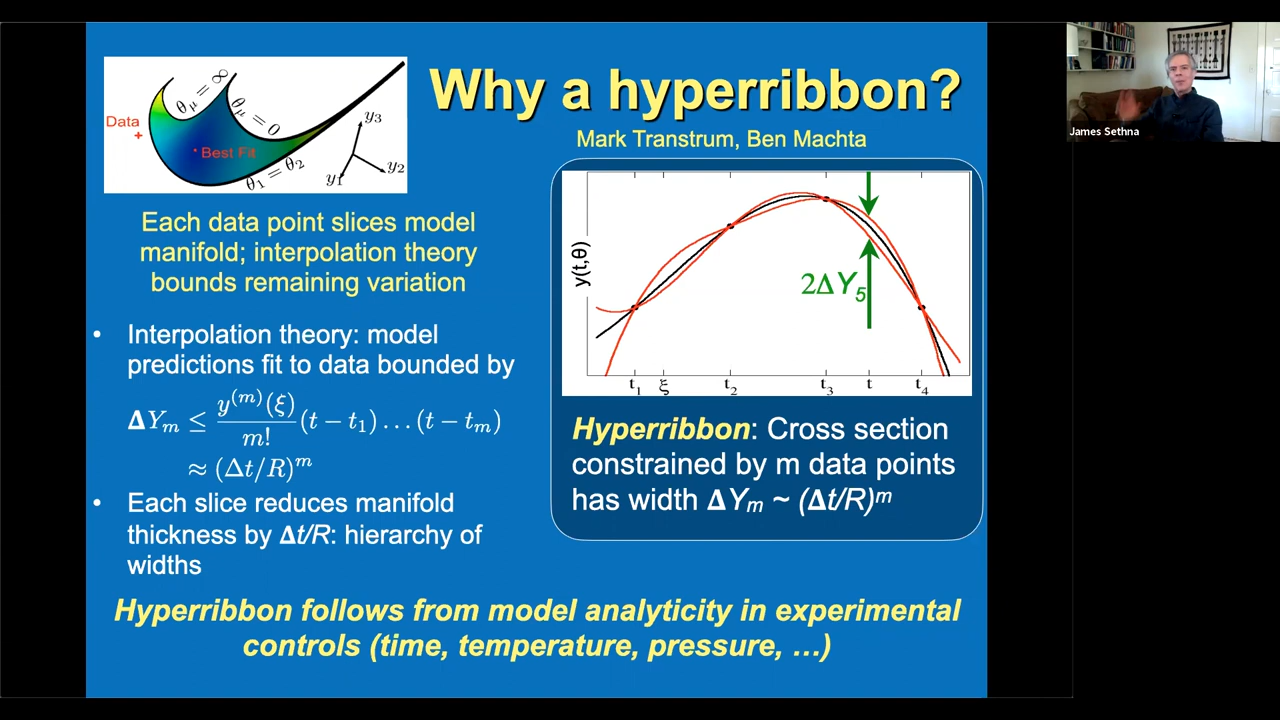 Why a hyperribbon?
Mark Transtrum, Ben Machta
James Sethna
θμ = ∞
θμ = 0
Data
Best Fit
θ1 = θ2
y3
y2
y1
Each data point slices model
manifold; interpolation theory
bounds remaining variation
• Interpolation theory: model
predictions fit to data bounded by
ΔYm ≤ y^(m)(ξ)/m! (t − t1) … (t − tm)
≈ (Δt/R)^m
• Each slice reduces manifold
thickness by Δt/R: hierarchy of
widths
y(t,θ)
2ΔY5
t1 ξ t2 t3 t t4
Hyperribbon: Cross section
constrained by m data points
has width ΔYm ~ (Δt/R)^m
Hyperribbon follows from model analyticity in experimental
controls (time, temperature, pressure, …)